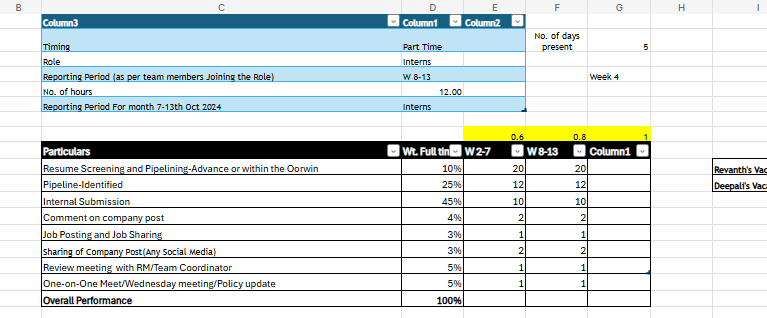 B C D E F G H I
Column3 Column1 Column2
No. of days present 5
Timing Part Time
Role Interns
Reporting Period (as per team members Joining the Role) W 8-13 Week 4
No. of hours 12.00
Reporting Period For month 7-13th Oct 2024 Interns
0.6 0.8 1
Particulars Wt. Full tin W 2-7 W 8-13 Column1
Resume Screening and Pipelining-Advance or within the Oorwin 10% 20 20
Revanth's Vac
Pipeline-Identified 25% 12 12
Deepali's Vac
Internal Submission 45% 10 10
Comment on company post 4% 2 2
Job Posting and Job Sharing 3% 1 1
Sharing of Company Post(Any Social Media) 3% 2 2
Review meeting with RM/Team Coordinator 5% 1 1
One-on-One Meet/Wednesday meeting/Policy update 5% 1 1
Overall Performance 100%